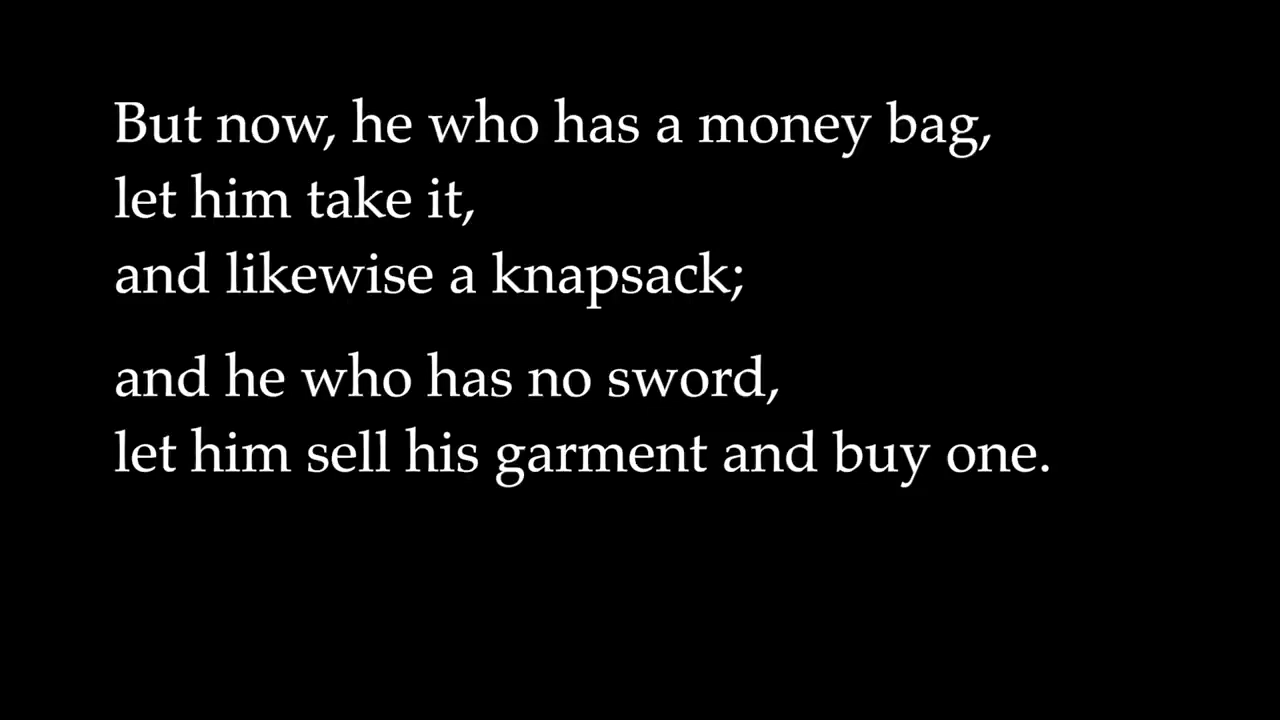 But now, he who has a money bag,
let him take it,
and likewise a knapsack;
and he who has no sword,
let him sell his garment and buy one.